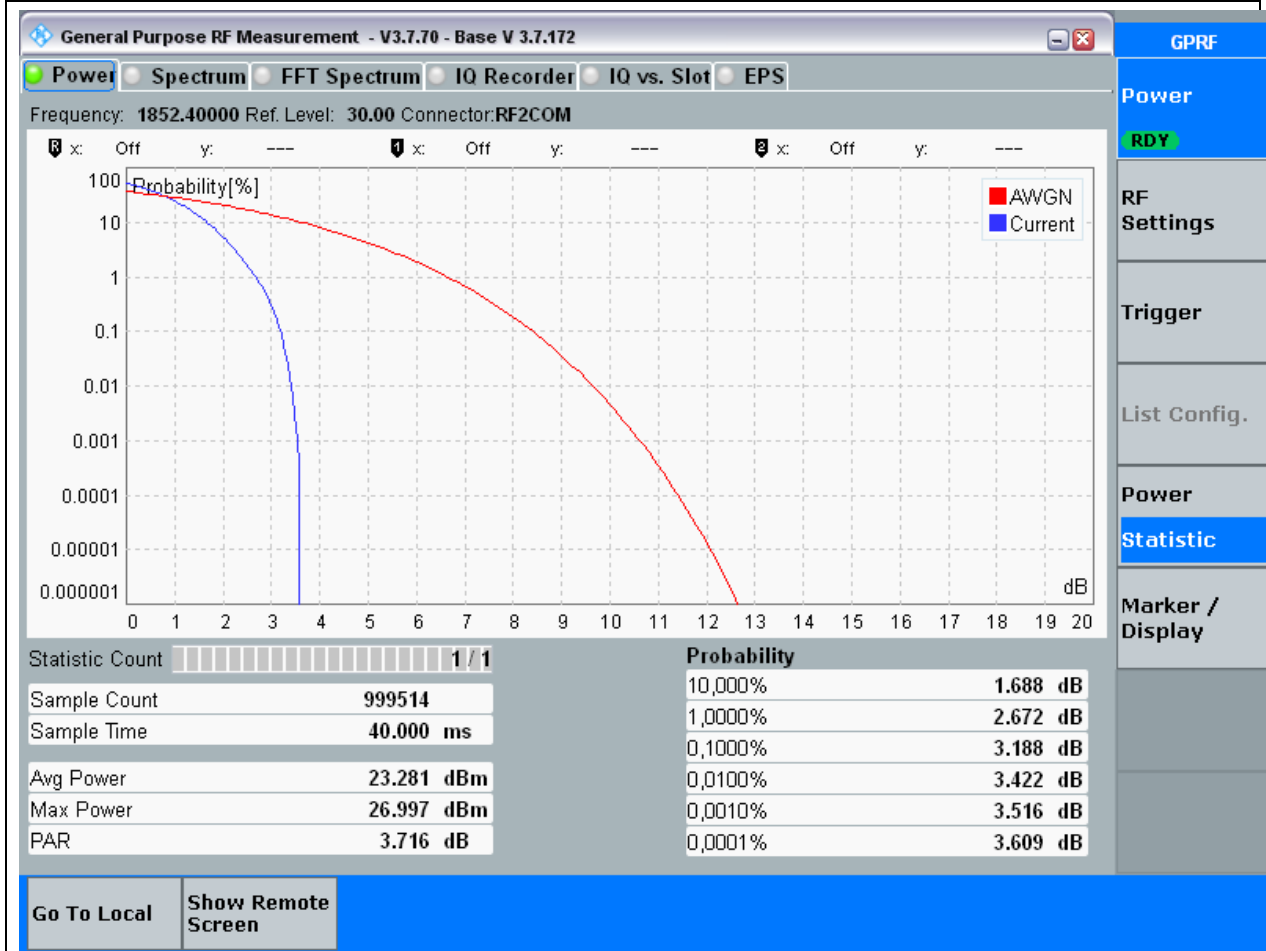 General Purpose RF Measurement - V3.7.70 - Base V 3.7.172
GPRF
Power Spectrum FFT Spectrum IQ Recorder IQ vs. Slot EPS
Frequency: 1852.40000 Ref. Level: 30.00 Connector:RF2COM
R x: Off y: --- 1 x: Off y: --- 2 x: Off y: ---
Probability[%]
AWGN
Current
100
10
1
0.1
0.01
0.001
0.0001
0.00001
0.000001
dB
0 1 2 3 4 5 6 7 8 9 10 11 12 13 14 15 16 17 18 19 20
Statistic Count 1 / 1
Sample Count 999514
Sample Time 40.000 ms
Avg Power 23.281 dBm
Max Power 26.997 dBm
PAR 3.716 dB
Probability
10,000% 1.688 dB
1,0000% 2.672 dB
0,1000% 3.188 dB
0,0100% 3.422 dB
0,0010% 3.516 dB
0,0001% 3.609 dB
Power
RDY
RF
Settings
Trigger
List Config.
Power
Statistic
Marker /
Display
Go To Local
Show Remote
Screen